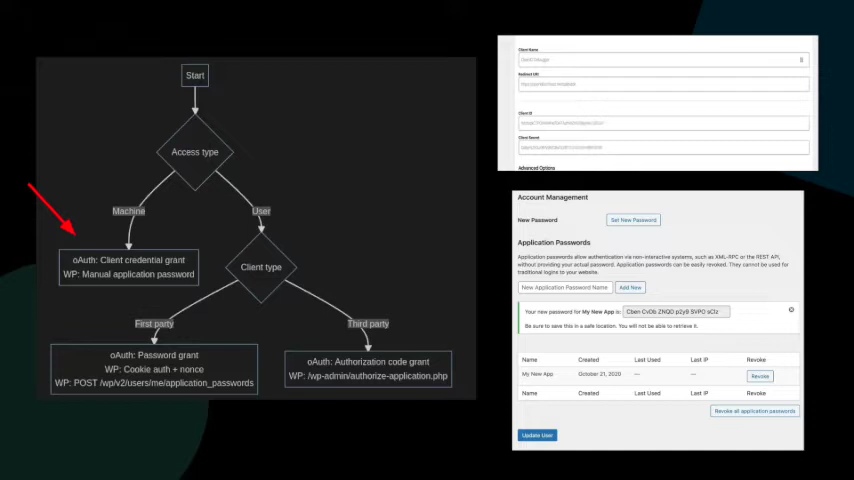 Start
Access type
Machine
User
oAuth: Client credential grant
WP: Manual application password
Client type
First party
Third party
oAuth: Password grant
WP: Cookie auth + nonce
WP: POST /wp/v2/users/me/application_passwords
oAuth: Authorization code grant
WP: /wp-admin/authorize-application.php
Client Name
Redirect URI
Client ID
Client Secret
Advanced Options
Account Management
New Password
Set New Password
Application Passwords
Application passwords allow authentication via non-interactive systems, such as XML-RPC or the REST API,
without providing your actual password. Application passwords can be easily revoked. They cannot be used for
traditional logins to your website.
New Application Password Name
Add New
Your new password for My New App is:
Be sure to save this in a safe location. You will not be able to retrieve it.
Name Created Last Used Last IP Revoke
My New App October 21, 2020 — — Revoke
Name Created Last Used Last IP Revoke
Revoke all application passwords
Update User